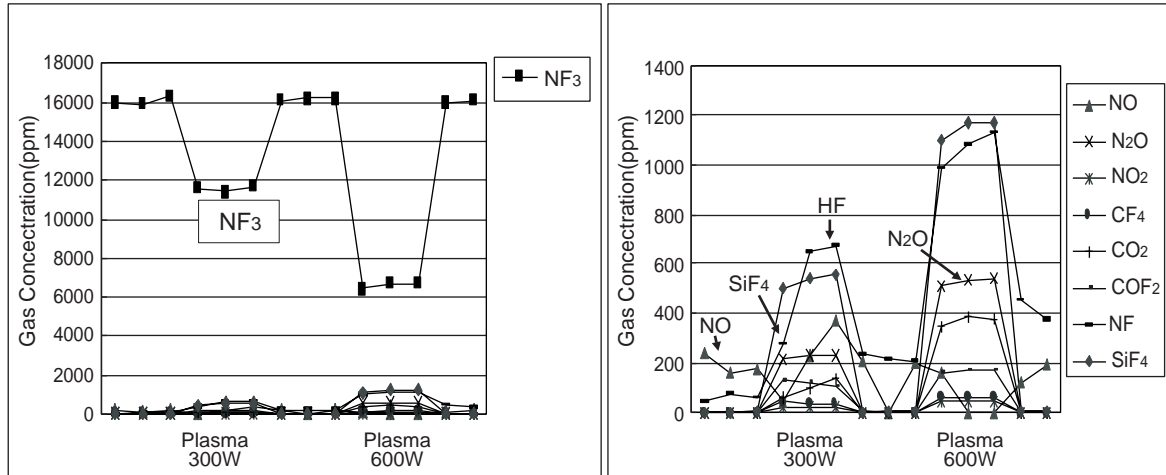 18000
16000
14000
12000
10000
8000
6000
4000
2000
0
Gas Concectration(ppm)
NF3
NF3
Plasma
300W
Plasma
600W
1400
1200
1000
800
600
400
200
0
Gas Concectration(ppm)
NO
SiF4
HF
N2O
Plasma
300W
Plasma
600W
NO
N2O
NO2
CF4
CO2
COF2
NF
SiF4